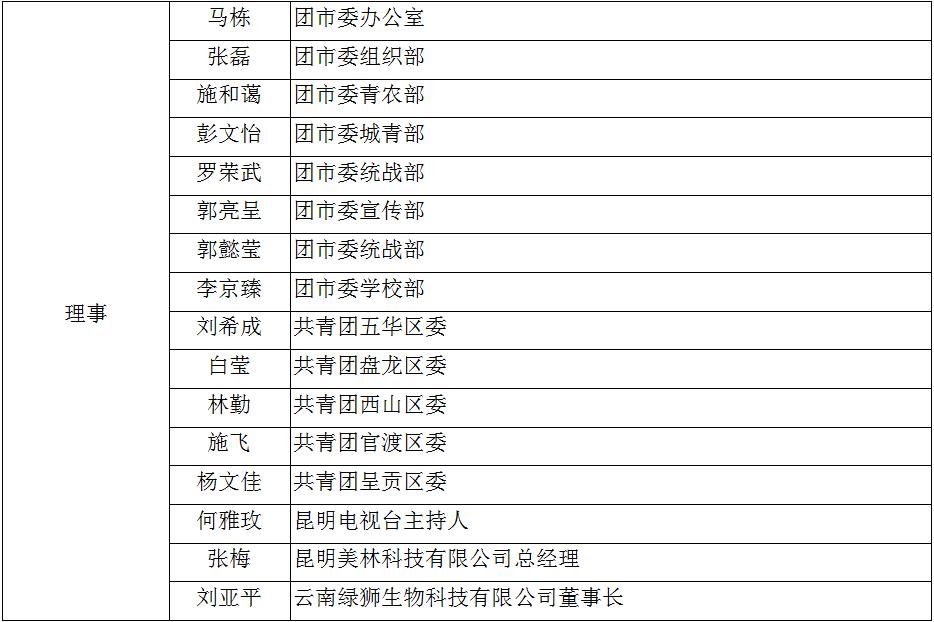 理事
马栋 团市委办公室
张磊 团市委组织部
施和蔼 团市委青农部
彭文怡 团市委城青部
罗荣武 团市委统战部
郭亮呈 团市委宣传部
郭懿莹 团市委统战部
李京臻 团市委学校部
刘希成 共青团五华区委
白莹 共青团盘龙区委
林勤 共青团西山区委
施飞 共青团官渡区委
杨文佳 共青团呈贡区委
何雅玫 昆明电视台主持人
张梅 昆明美林科技有限公司总经理
刘亚平 云南绿狮生物科技有限公司董事长